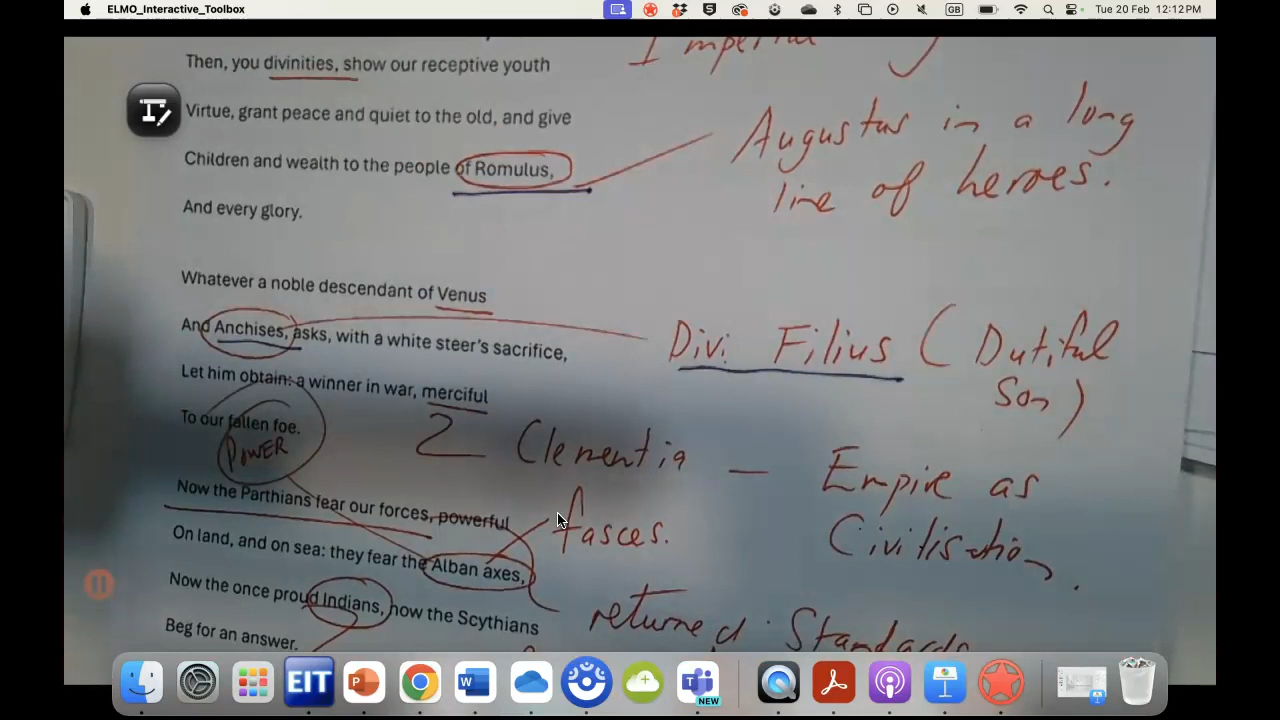 ELMO_Interactive_Toolbox
GB
Tue 20 Feb 12:12 PM
Imperial
Then, you divinities, show our receptive youth
Virtue, grant peace and quiet to the old, and give
Children and wealth to the people of Romulus,
And every glory.
Augustus in a long
line of heroes.
Whatever a noble descendant of Venus
And Anchises, asks, with a white steer's sacrifice,
Let him obtain: a winner in war, merciful
To our fallen foe.
Divi Filius (Dutiful
Son)
POWER
Clementia — Empire as
Civilisation.
Now the Parthians fear our forces, powerful
On land, and on sea: they fear the Alban axes,
fasces.
Now the once proud Indians, now the Scythians
Beg for an answer.
returned Standards
EIT
NEW